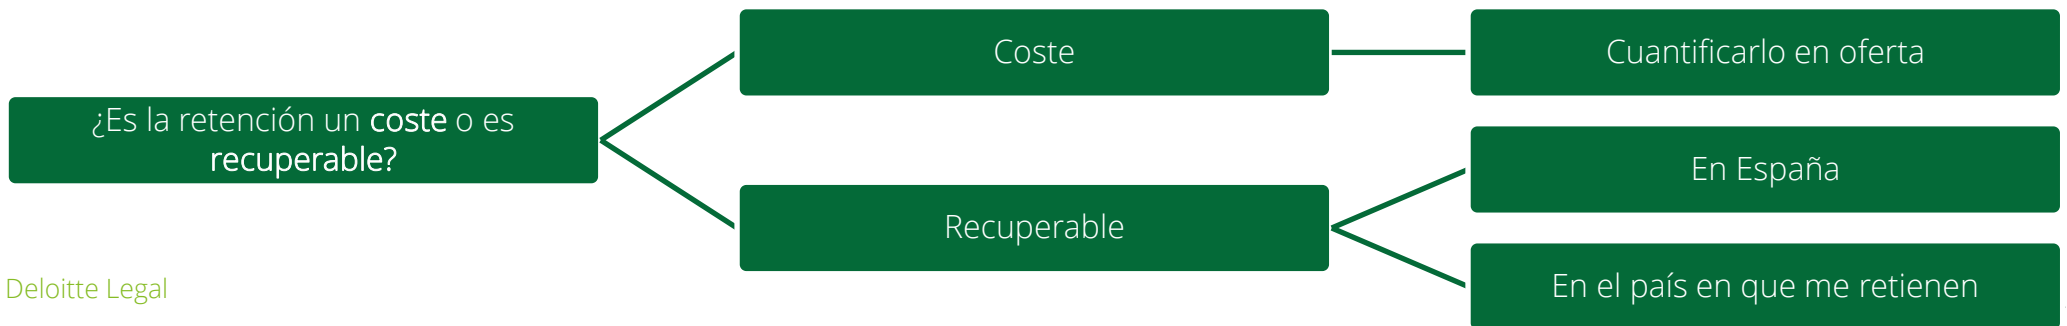 ¿Es la retención un coste o es
recuperable?
Coste
Cuantificarlo en oferta
Recuperable
En España
En el país en que me retienen
Deloitte Legal